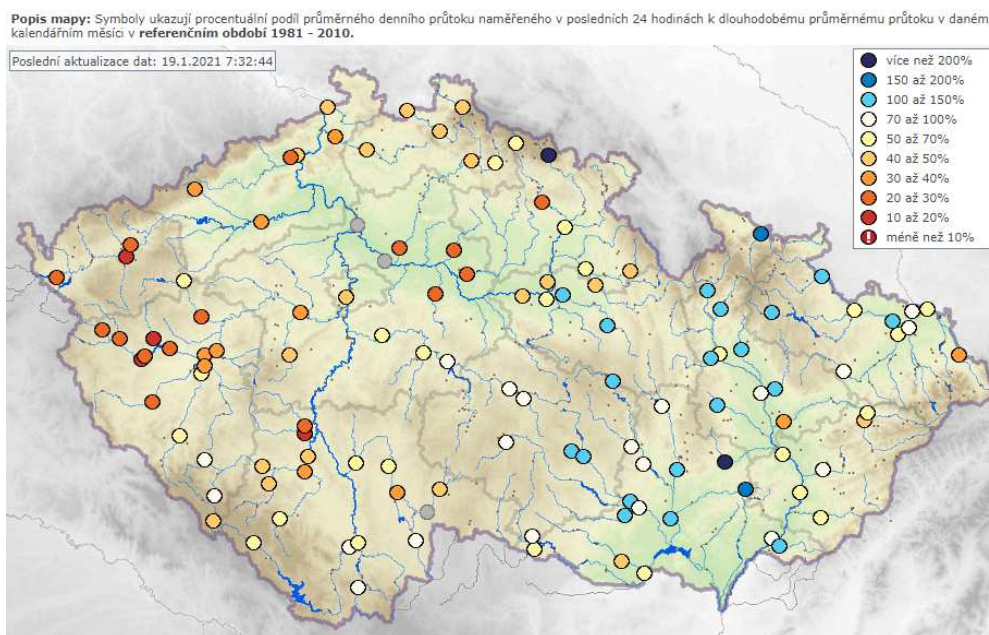 Popis mapy: Symboly ukazují procentuální podíl průměrného denního průtoku naměřeného v posledních 24 hodinách k dlouhodobému průměrnému průtoku v daném
kalendářním měsíci v referenčním období 1981 - 2010.
Poslední aktualizace dat: 19.1.2021 7:32:44
více než 200%
150 až 200%
100 až 150%
70 až 100%
50 až 70%
40 až 50%
30 až 40%
20 až 30%
10 až 20%
méně než 10%